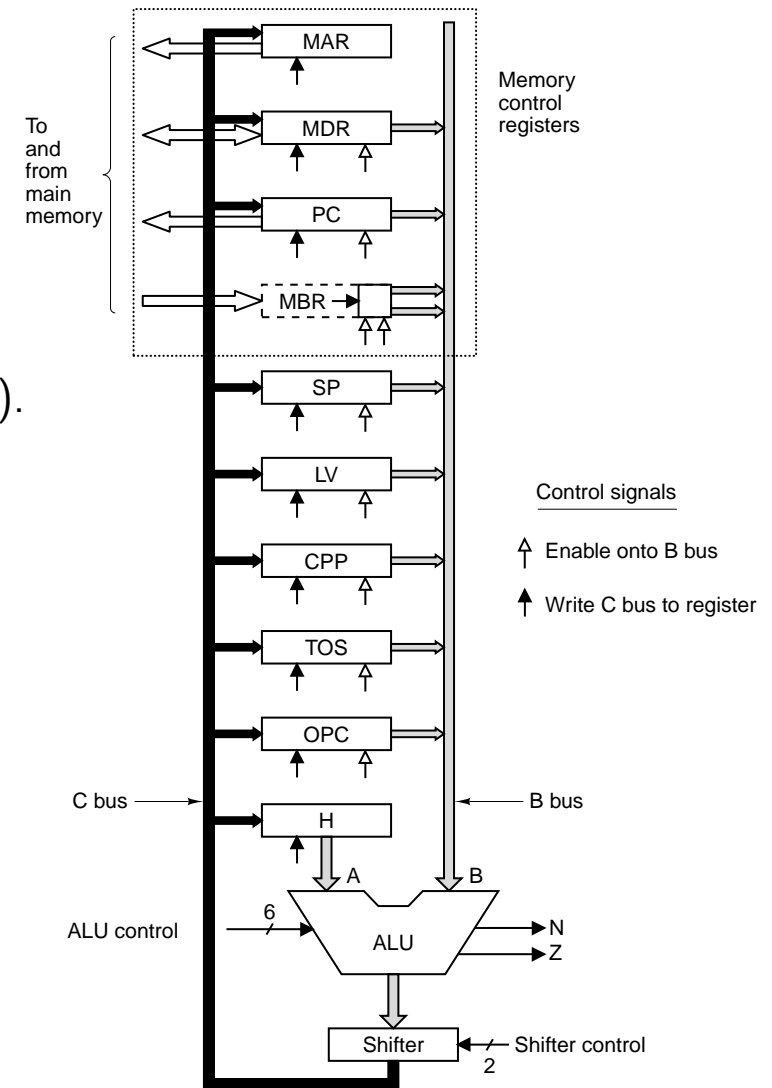 MAR
Memory
control
registers
To
and
from
main
memory
MDR
PC
MBR
).
SP
LV
Control signals
Enable onto B bus
CPP
Write C bus to register
TOS
OPC
C bus
B bus
H
A
B
6
ALU control
ALU
N
Z
Shifter
Shifter control
2